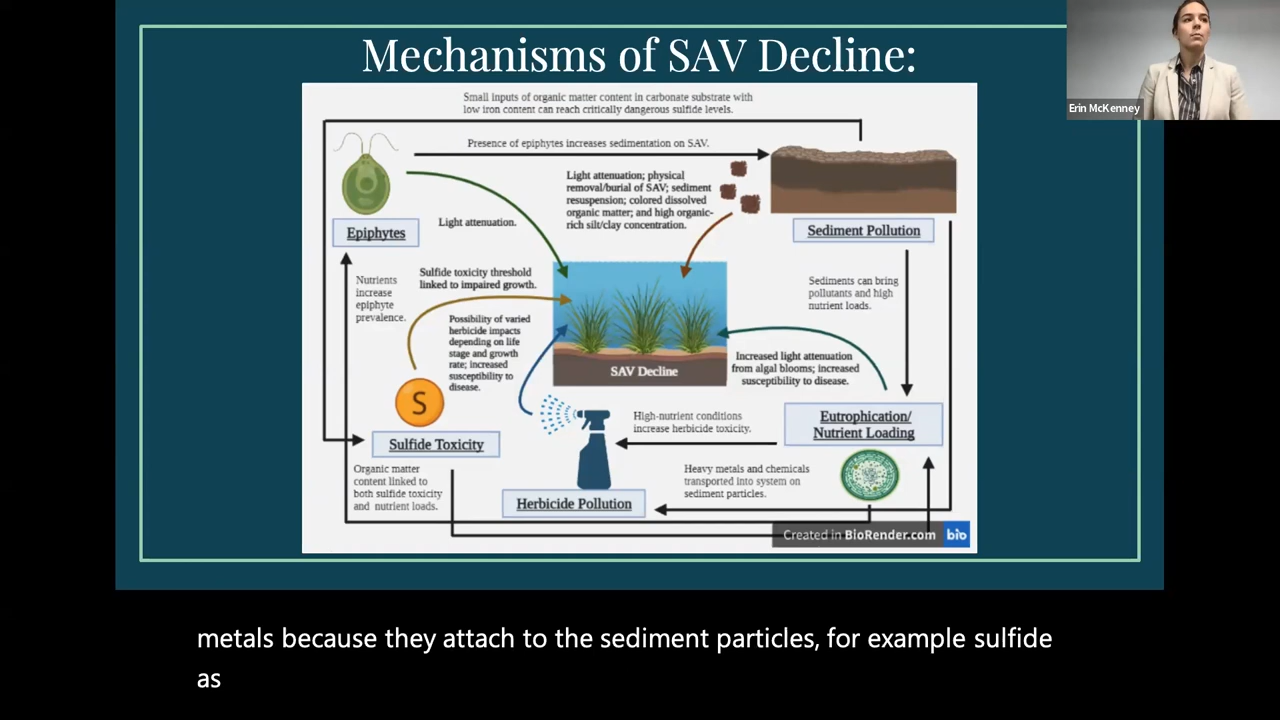 Mechanisms of SAV Decline:
Erin McKenney
Small inputs of organic matter content in carbonate substrate with
low iron content can reach critically dangerous sulfide levels.
Presence of epiphytes increases sedimentation on SAV.
Light attenuation; physical
removal/burial of SAV; sediment
resuspension; colored dissolved
organic matter; and high organic-
rich silt/clay concentration.
Light attenuation.
Epiphytes
Sediment Pollution
Nutrients
increase
epiphyte
prevalence.
Sulfide toxicity threshold
linked to impaired growth.
Sediments can bring
pollutants and high
nutrient loads.
Possibility of varied
herbicide impacts
depending on life
stage and growth
rate; increased
susceptibility to
disease.
SAV Decline
Increased light attenuation
from algal blooms; increased
susceptibility to disease.
S
Sulfide Toxicity
High-nutrient conditions
increase herbicide toxicity.
Eutrophication/
Nutrient Loading
Organic matter
content linked to
both sulfide toxicity
and nutrient loads.
Heavy metals and chemicals
transported into system on
sediment particles.
Herbicide Pollution
Created in BioRender.com bio
metals because they attach to the sediment particles, for example sulfide
as